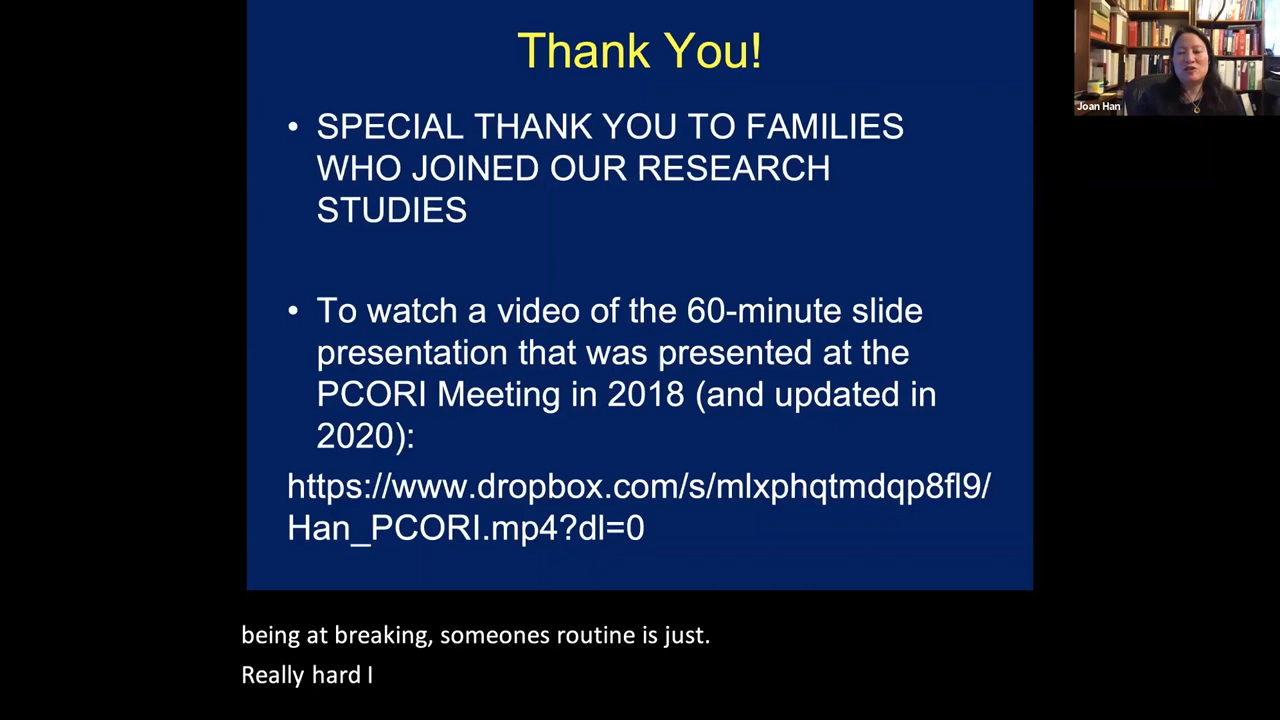 Thank You!
• SPECIAL THANK YOU TO FAMILIES
WHO JOINED OUR RESEARCH
STUDIES
• To watch a video of the 60-minute slide
presentation that was presented at the
PCORI Meeting in 2018 (and updated in
2020):
https://www.dropbox.com/s/mlxphqtmdqp8fl9/
Han_PCORI.mp4?dl=0
Joan Han
being at breaking, someones routine is just.
Really hard I